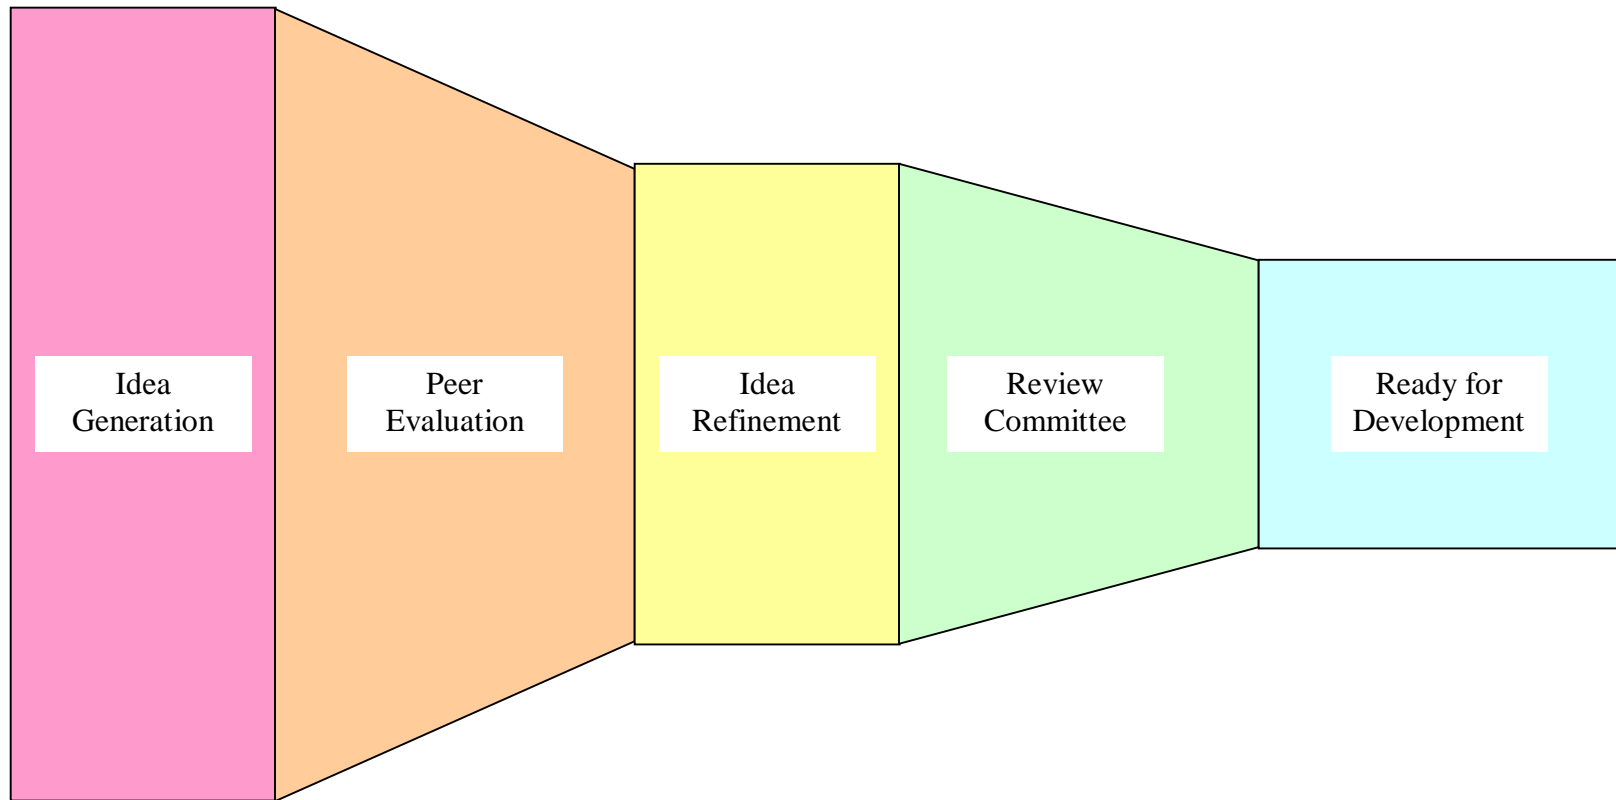 Idea
Generation
Peer
Evaluation
Idea
Refinement
Review
Committee
Ready for
Development